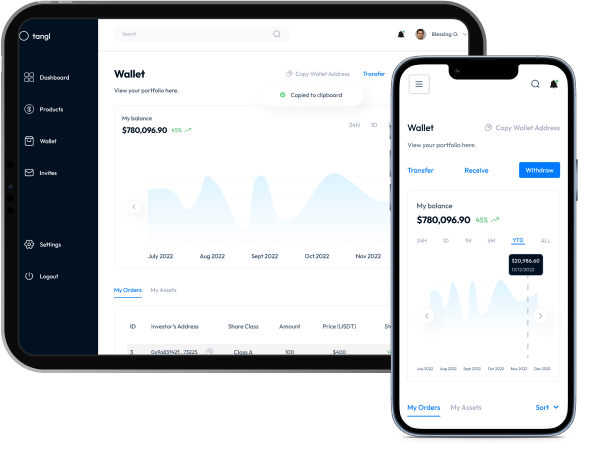 tangl
Search
Blessing O.
Dashboard
Products
Wallet
Invites
Settings
Logout
Wallet
Copy Wallet Address
Transfer
View your portfolio here.
Copied to clipboard
My balance
$780,096.90 45%
24H 1D
July 2022 Aug 2022 Sept 2022 Oct 2022 Nov 2022
My Orders My Assets
ID Investor's Address Share Class Amount Price (USDT)
3 0x9a83f42f...73225 Class A 100 $400
Wallet
Copy Wallet Address
View your portfolio here.
Transfer Receive Withdraw
My balance
$780,096.90 45%
24H 1D 1M 6M YTD ALL
$20,986.60
13/12/2022
July 2022 Aug 2022 Sept 2022 Oct 2022 Nov 2022 Dec 2022
My Orders My Assets Sort